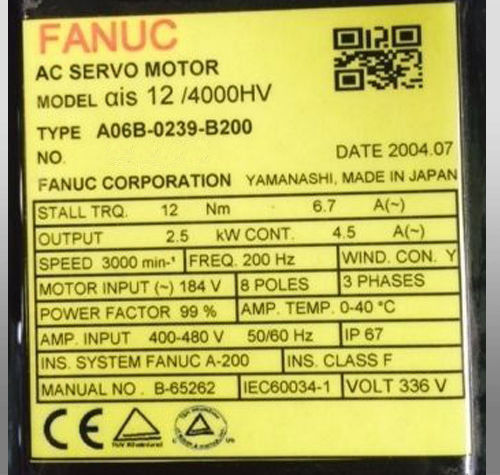 FANUC
AC SERVO MOTOR
MODEL αis 12 /4000HV
TYPE A06B-0239-B200
NO. DATE 2004.07
FANUC CORPORATION YAMANASHI, MADE IN JAPAN
STALL TRQ. 12 Nm 6.7 A(~)
OUTPUT 2.5 kW CONT. 4.5 A(~)
SPEED 3000 min-¹ FREQ. 200 Hz WIND. CON. Y
MOTOR INPUT (~) 184 V 8 POLES 3 PHASES
POWER FACTOR 99 % AMP. TEMP. 0-40 °C
AMP. INPUT 400-480 V 50/60 Hz IP 67
INS. SYSTEM FANUC A-200 INS. CLASS F
MANUAL NO. B-65262 IEC60034-1 VOLT 336 V
CE
TUV Rheinland